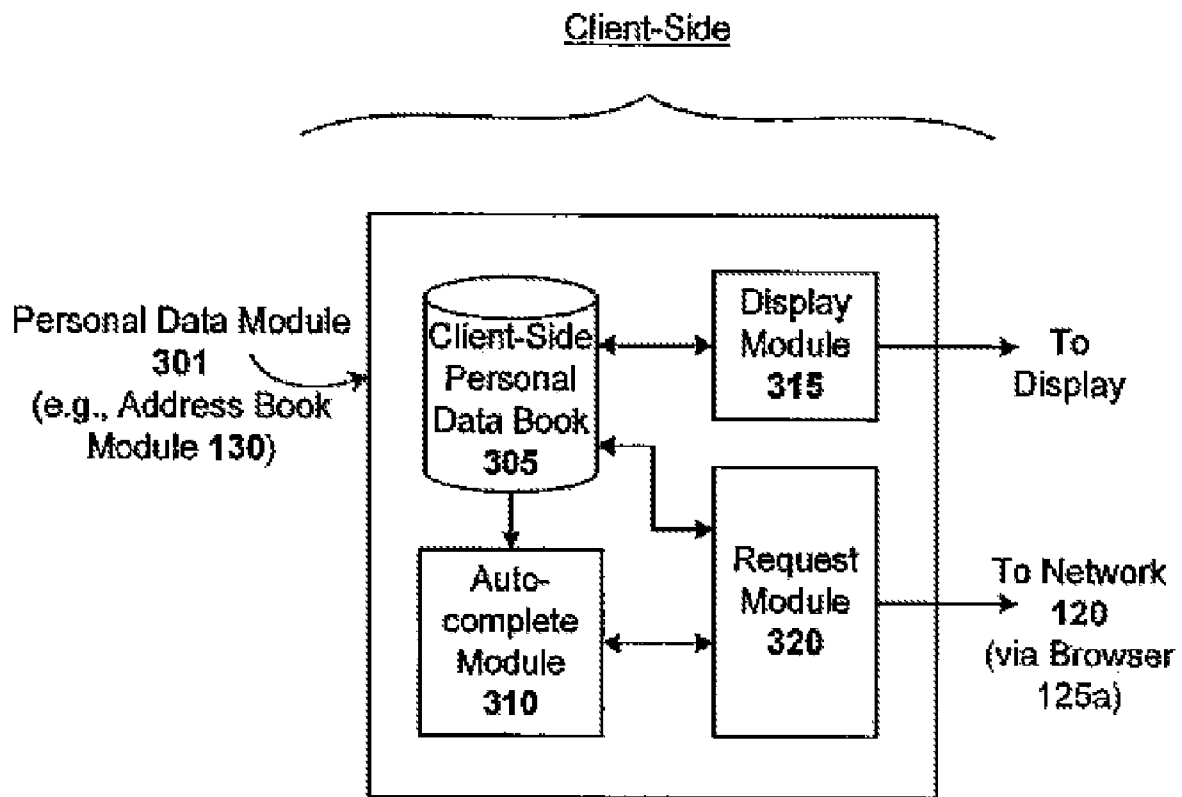 Client-Side
Personal Data Module
301
(e.g., Address Book
Module 130)
Client-Side
Personal
Data Book
305
Display
Module
315
To
Display
Auto-
complete
Module
310
Request
Module
320
To Network
120
(via Browser
125a)